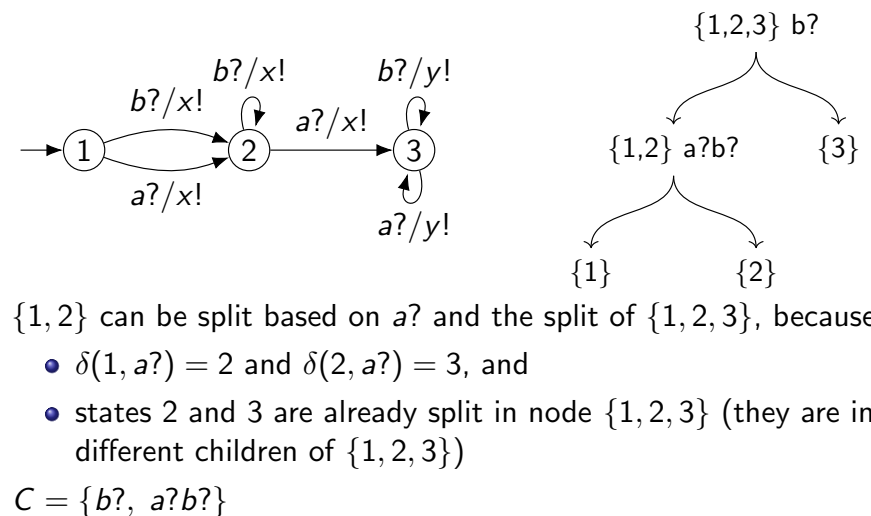 {1,2,3} b?
b?/x!
b?/y!
b?/x!
a?/x!
1
2
3
{1,2} a?b?
{3}
a?/x!
a?/y!
{1}
{2}
{1, 2} can be split based on a? and the split of {1, 2, 3}, because
δ(1, a?) = 2 and δ(2, a?) = 3, and
states 2 and 3 are already split in node {1, 2, 3} (they are in
different children of {1, 2, 3})
C = {b?, a?b?}